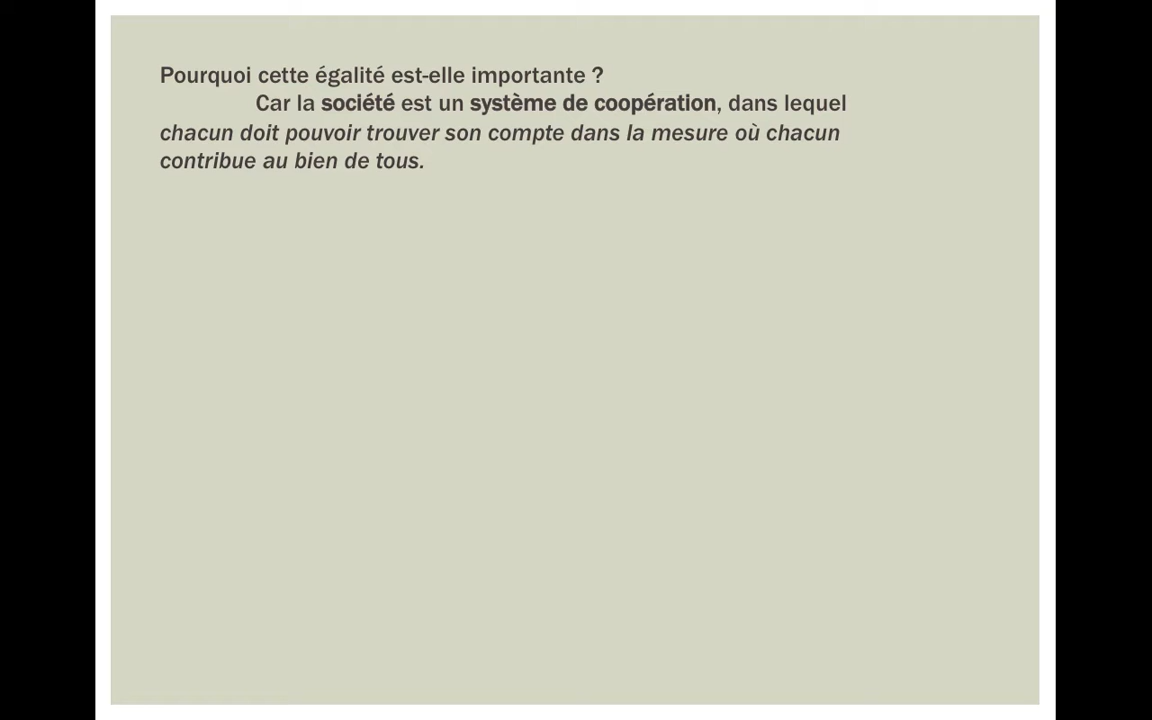 Pourquoi cette égalité est-elle importante ?
Car la société est un système de coopération, dans lequel
chacun doit pouvoir trouver son compte dans la mesure où chacun
contribue au bien de tous.